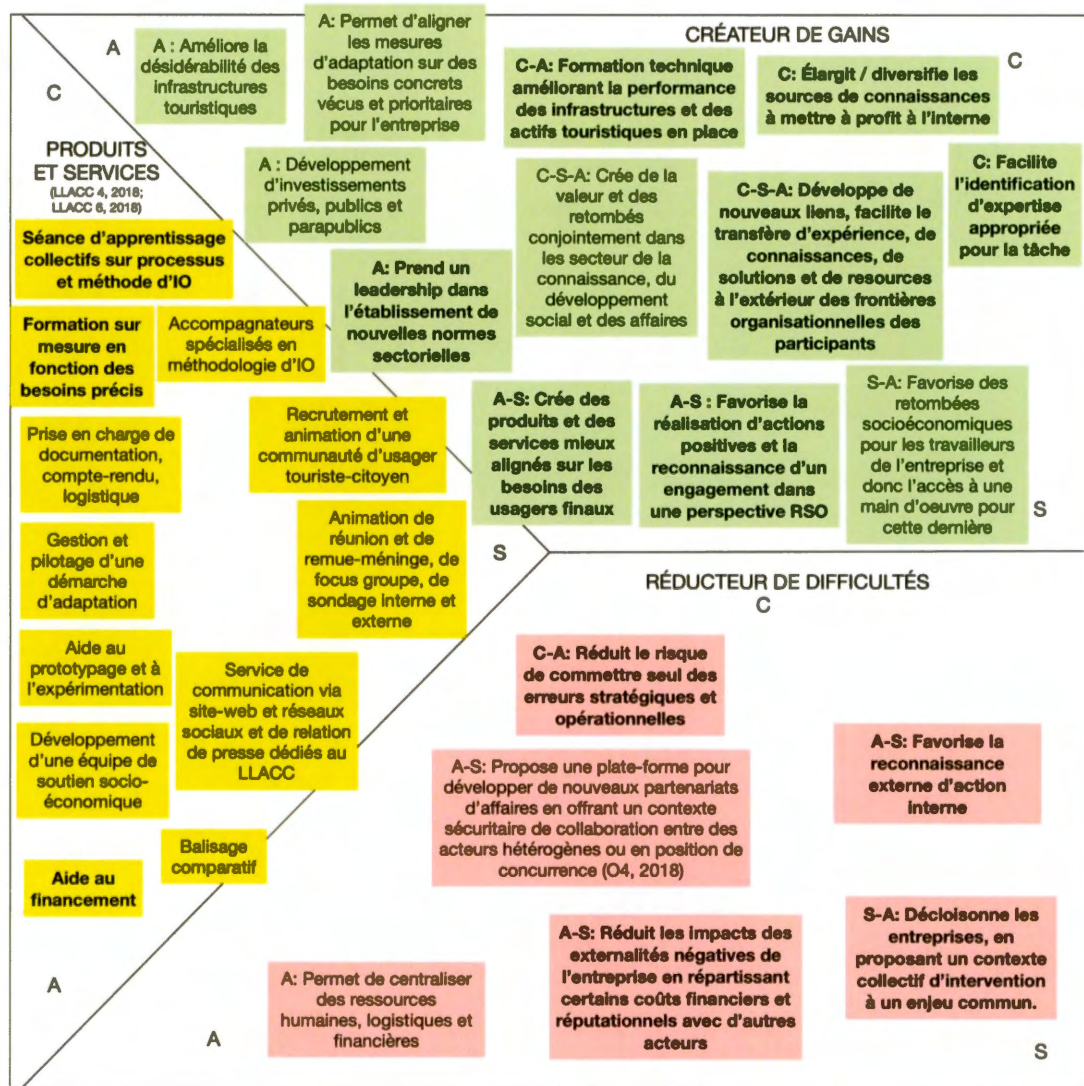 CRÉATEUR DE GAINS
A
C
C
A : Améliore la
désidérabilité des
infrastructures
touristiques
A: Permet d'aligner
les mesures
d'adaptation sur des
besoins concrets
vécus et prioritaires
pour l'entreprise
C-A: Formation technique
améliorant la performance
des infrastructures et des
actifs touristiques en place
C: Élargit / diversifie les
sources de connaissances
à mettre à profit à l'interne
A : Développement
d'investissements
privés, publics et
parapublics
C-S-A: Crée de la
valeur et des
retombés
conjointement dans
les secteur de la
connaissance, du
développement
social et des affaires
C-S-A: Développe de
nouveaux liens, facilite le
transfère d'expérience, de
connaissances, de
solutions et de resources
à l'extérieur des frontières
organisationnelles des
participants
C: Facilite
l'identification
d'expertise
appropriée
pour la tâche
A: Prend un
leadership dans
l'établissement de
nouvelles normes
sectorielles
A-S: Crée des
produits et des
services mieux
alignés sur les
besoins des
usagers finaux
A-S : Favorise la
réalisation d'actions
positives et la
reconnaissance d'un
engagement dans
une perspective RSO
S-A: Favorise des
retombées
socioéconomiques
pour les travailleurs
de l'entreprise et
donc l'accès à une
main d'oeuvre pour
cette dernière
S
PRODUITS
ET SERVICES
(LLACC 4, 2018;
LLACC 6, 2018)
Séance d'apprentissage
collectifs sur processus
et méthode d'IO
Formation sur
mesure en
fonction des
besoins précis
Accompagnateurs
spécialisés en
méthodologie d'IO
Prise en charge de
documentation,
compte-rendu,
logistique
Recrutement et
animation d'une
communauté d'usager
touriste-citoyen
Gestion et
pilotage d'une
démarche
d'adaptation
Animation de
réunion et de
remue-méninge, de
focus groupe, de
sondage interne et
externe
S
Aide au
prototypage et à
l'expérimentation
Service de
communication via
site-web et réseaux
sociaux et de relation
de presse dédiés au
LLACC
Développement
d'une équipe de
soutien socio-
économique
Balisage
comparatif
Aide au
financement
A
RÉDUCTEUR DE DIFFICULTÉS
C
C-A: Réduit le risque
de commettre seul des
erreurs stratégiques et
opérationnelles
A-S: Favorise la
reconnaissance
externe d'action
interne
A-S: Propose une plate-forme pour
développer de nouveaux partenariats
d'affaires en offrant un contexte
sécuritaire de collaboration entre des
acteurs hétérogènes ou en position de
concurrence (O4, 2018)
A-S: Réduit les impacts des
externalités négatives de
l'entreprise en répartissant
certains coûts financiers et
réputationnels avec d'autres
acteurs
S-A: Décloisonne les
entreprises, en
proposant un contexte
collectif d'intervention
à un enjeu commun.
A: Permet de centraliser
des ressources
humaines, logistiques et
financières
A
S